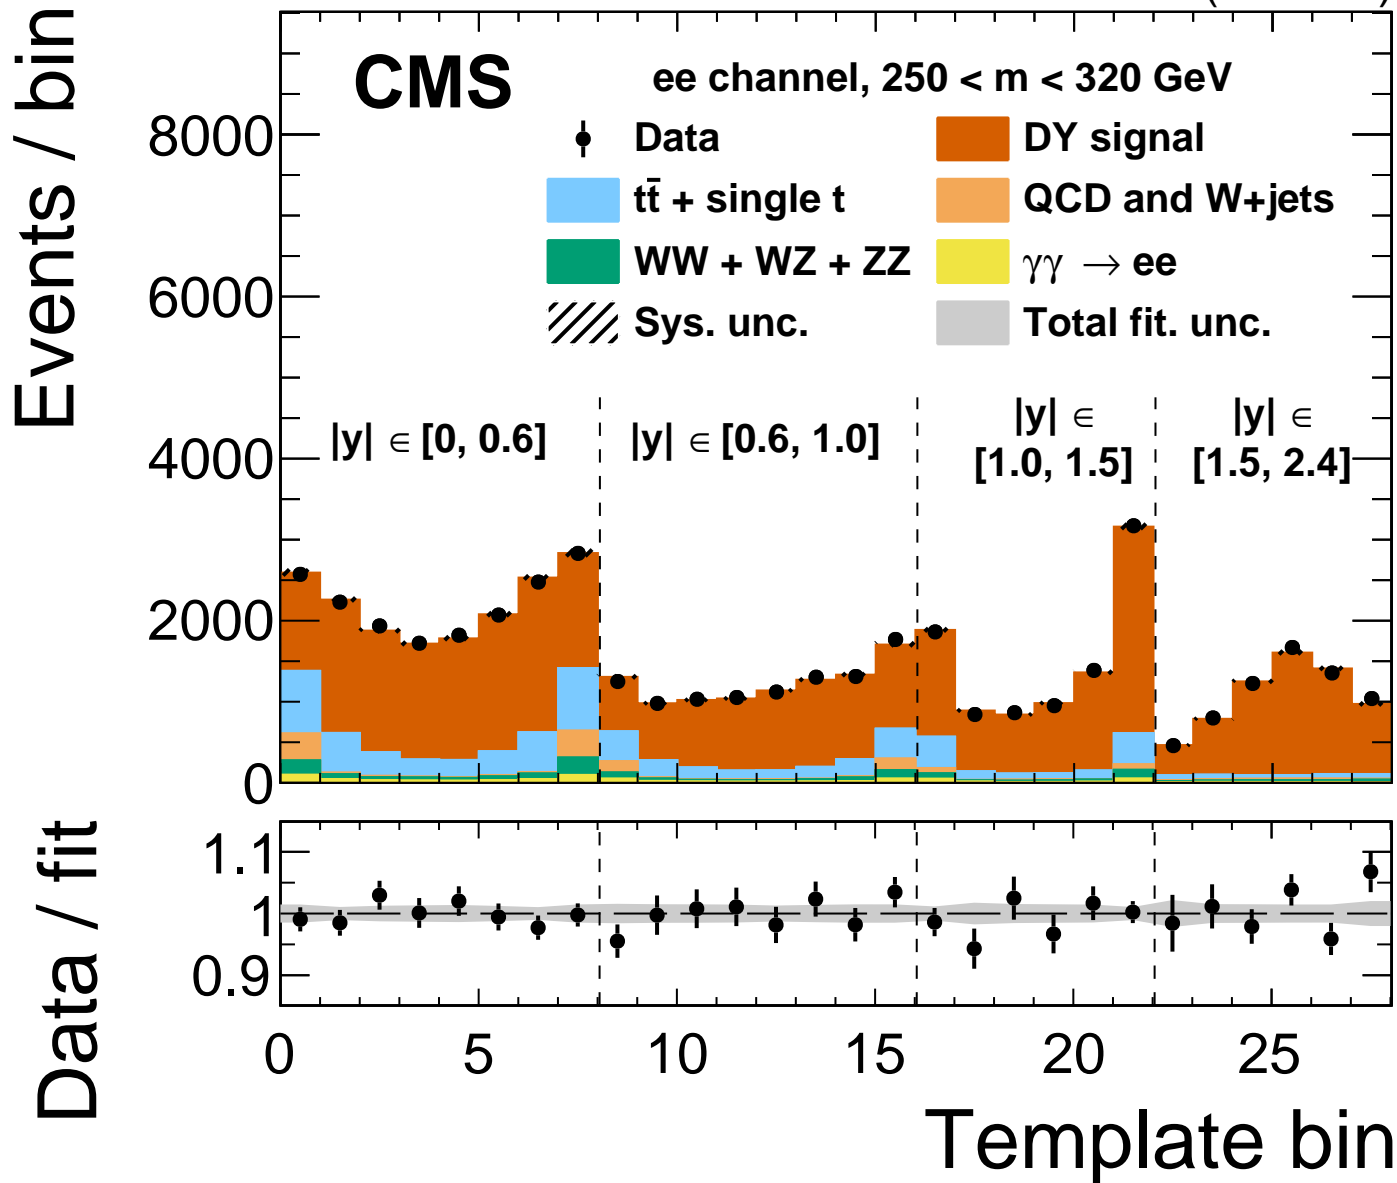 CMS
ee channel, 250 < m < 320 GeV
Data
DY signal
tt̄ + single t
QCD and W+jets
WW + WZ + ZZ
γγ → ee
Sys. unc.
Total fit. unc.
|y| ∈ [0, 0.6]
|y| ∈ [0.6, 1.0]
|y| ∈
[1.0, 1.5]
|y| ∈
[1.5, 2.4]
Events / bin
8000
6000
4000
2000
0
Data / fit
1.1
1
0.9
0 5 10 15 20 25
Template bin